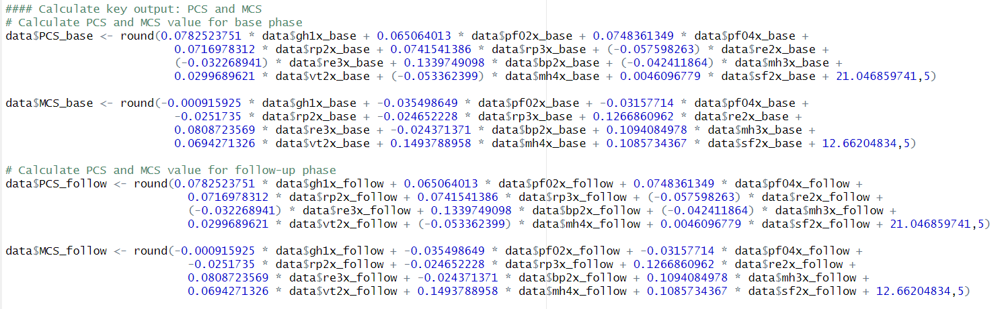 #### Calculate key output: PCS and MCS
# Calculate PCS and MCS value for base phase
data$PCS_base <- round(0.0782523751 * data$gh1x_base + 0.065064013 * data$pf02x_base + 0.0748361349 * data$pf04x_base +
0.0716978312 * data$rp2x_base + 0.0741541386 * data$rp3x_base + (-0.057598263) * data$re2x_base +
(-0.032268941) * data$re3x_base + 0.1339749098 * data$bp2x_base + (-0.042411864) * data$mh3x_base +
0.0299689621 * data$vt2x_base + (-0.053362399) * data$mh4x_base + 0.0046096779 * data$sf2x_base + 21.046859741,5)
data$MCS_base <- round(-0.000915925 * data$gh1x_base + -0.035498649 * data$pf02x_base + -0.03157714 * data$pf04x_base +
-0.0251735 * data$rp2x_base + -0.024652228 * data$rp3x_base + 0.1266860962 * data$re2x_base +
0.0808723569 * data$re3x_base + -0.024371371 * data$bp2x_base + 0.1094084978 * data$mh3x_base +
0.0694271326 * data$vt2x_base + 0.1493788958 * data$mh4x_base + 0.1085734367 * data$sf2x_base + 12.66204834,5)
# Calculate PCS and MCS value for follow-up phase
data$PCS_follow <- round(0.0782523751 * data$gh1x_follow + 0.065064013 * data$pf02x_follow + 0.0748361349 * data$pf04x_follow +
0.0716978312 * data$rp2x_follow + 0.0741541386 * data$rp3x_follow + (-0.057598263) * data$re2x_follow +
(-0.032268941) * data$re3x_follow + 0.1339749098 * data$bp2x_follow + (-0.042411864) * data$mh3x_follow +
0.0299689621 * data$vt2x_follow + (-0.053362399) * data$mh4x_follow + 0.0046096779 * data$sf2x_follow + 21.046859741,5)
data$MCS_follow <- round(-0.000915925 * data$gh1x_follow + -0.035498649 * data$pf02x_follow + -0.03157714 * data$pf04x_follow +
-0.0251735 * data$rp2x_follow + -0.024652228 * data$rp3x_follow + 0.1266860962 * data$re2x_follow +
0.0808723569 * data$re3x_follow + -0.024371371 * data$bp2x_follow + 0.1094084978 * data$mh3x_follow +
0.0694271326 * data$vt2x_follow + 0.1493788958 * data$mh4x_follow + 0.1085734367 * data$sf2x_follow + 12.66204834,5)